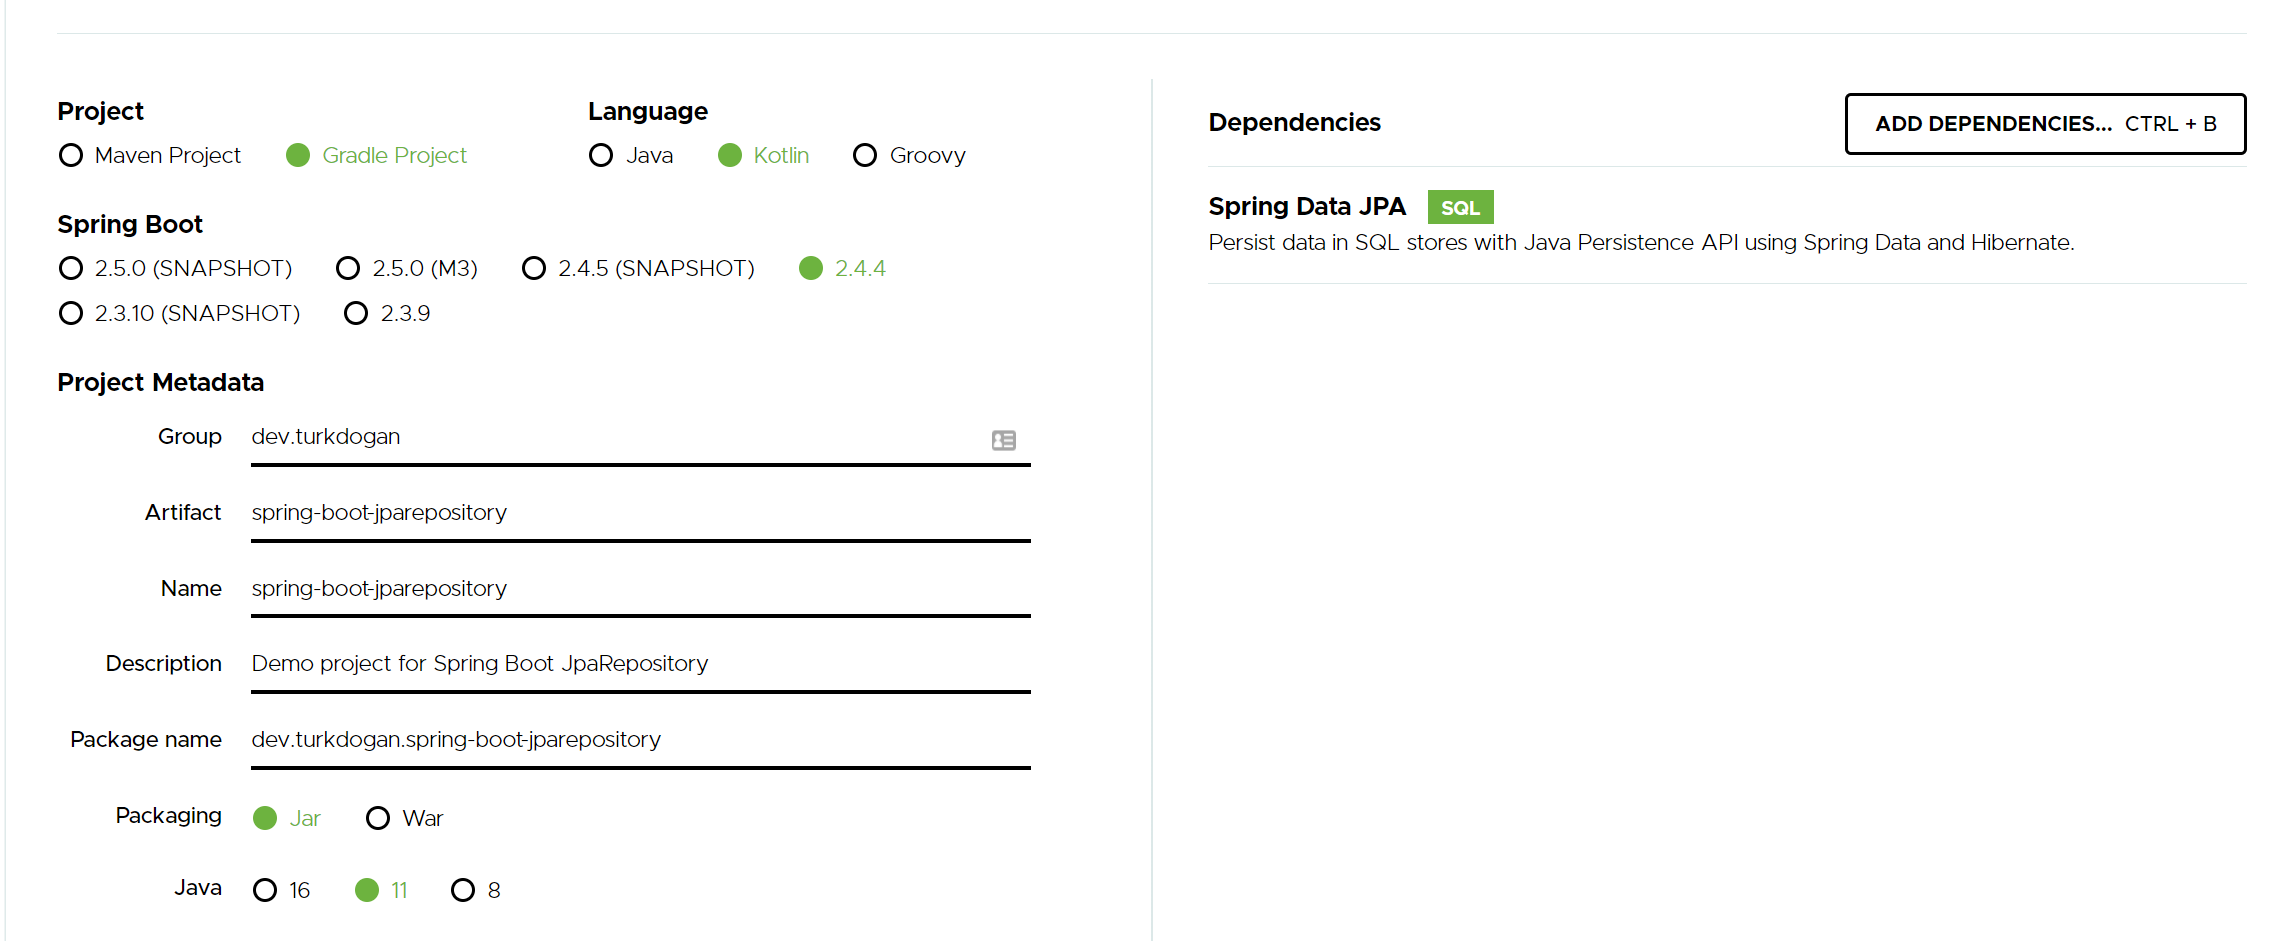 Project
Maven Project Gradle Project
Language
Java Kotlin Groovy
Spring Boot
2.5.0 (SNAPSHOT) 2.5.0 (M3) 2.4.5 (SNAPSHOT) 2.4.4
2.3.10 (SNAPSHOT) 2.3.9
Project Metadata
Group dev.turkdogan
Artifact spring-boot-jparepository
Name spring-boot-jparepository
Description Demo project for Spring Boot JpaRepository
Package name dev.turkdogan.spring-boot-jparepository
Packaging Jar War
Java 16 11 8
Dependencies
ADD DEPENDENCIES... CTRL + B
Spring Data JPA SQL
Persist data in SQL stores with Java Persistence API using Spring Data and Hibernate.